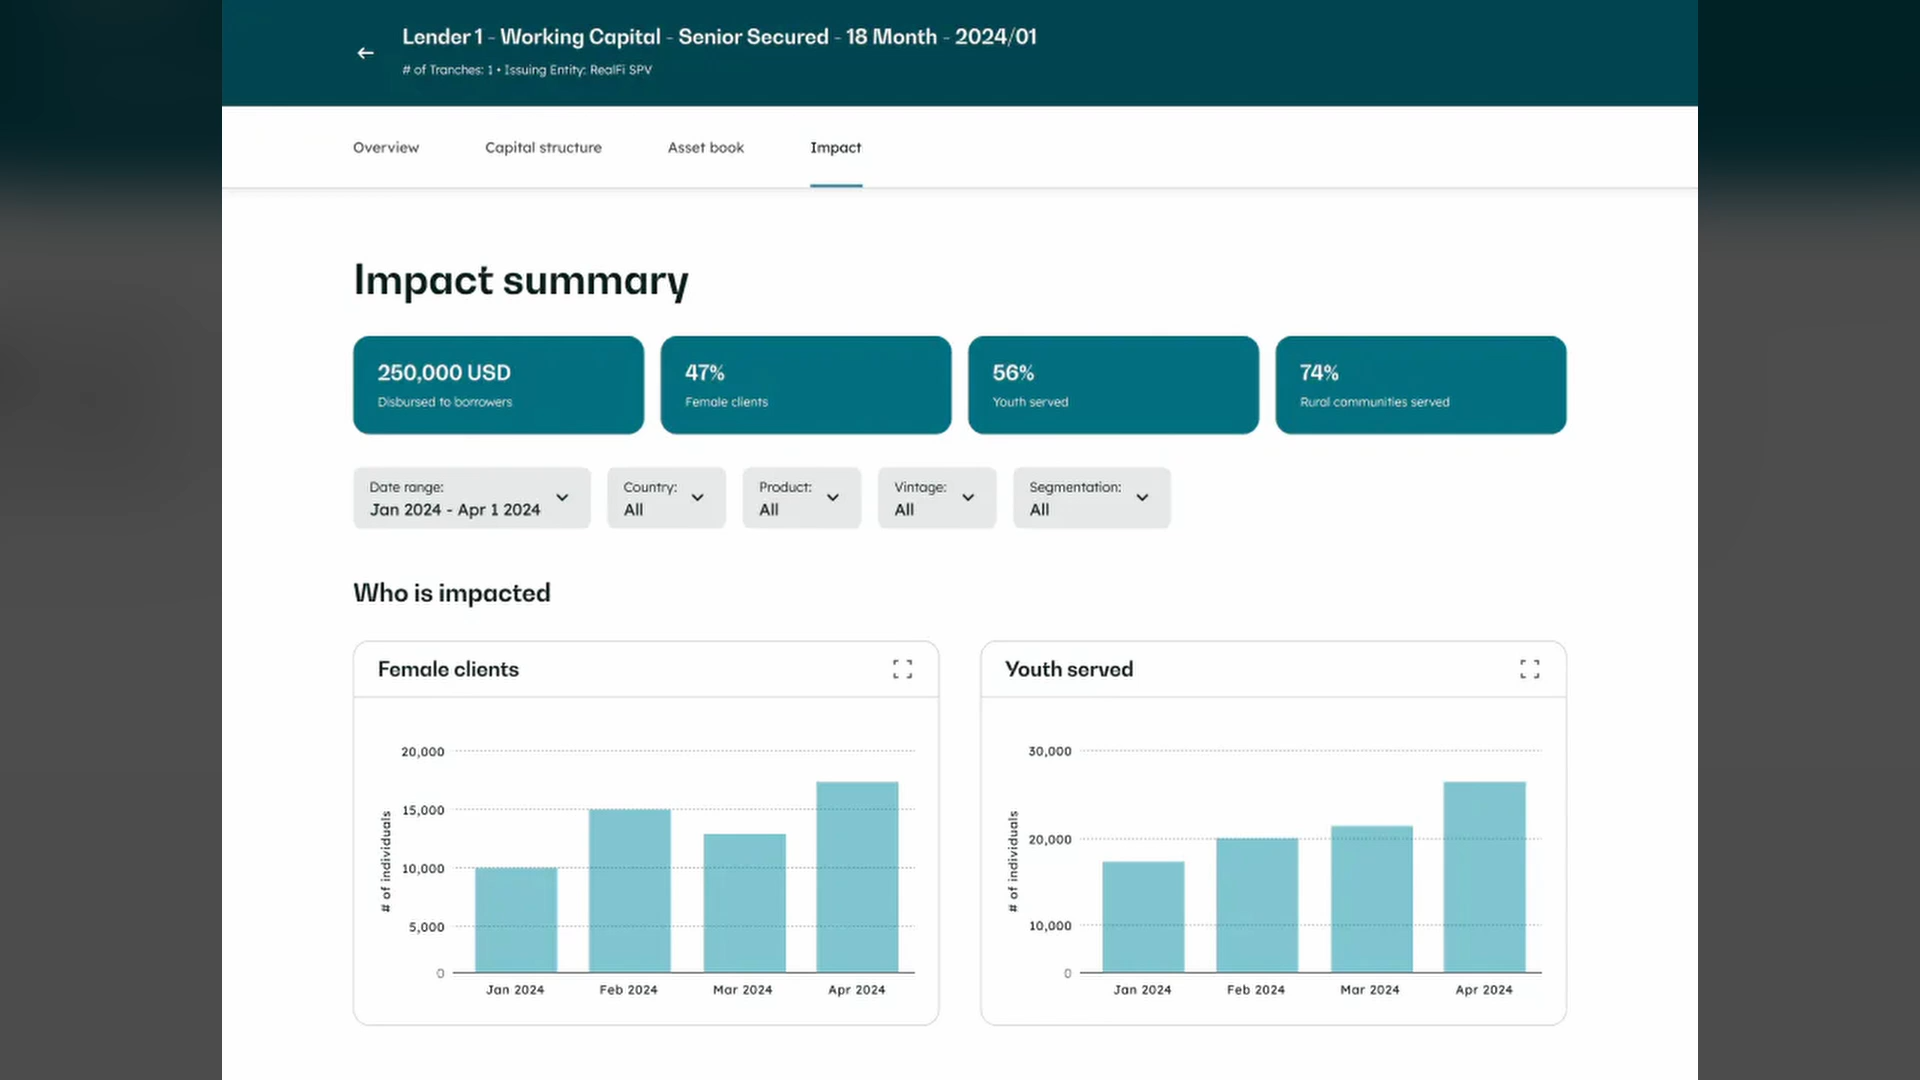 Lender 1 - Working Capital - Senior Secured - 18 Month - 2024/01
# of Tranches: 1 • Issuing Entity: RealFi SPV
Overview
Capital structure
Asset book
Impact
Impact summary
250,000 USD
Disbursed to borrowers
47%
Female clients
56%
Youth served
74%
Rural communities served
Date range:
Jan 2024 - Apr 1 2024
Country:
All
Product:
All
Vintage:
All
Segmentation:
All
Who is impacted
Female clients
# of individuals
20,000
15,000
10,000
5,000
0
Jan 2024
Feb 2024
Mar 2024
Apr 2024
Youth served
# of individuals
30,000
20,000
10,000
0
Jan 2024
Feb 2024
Mar 2024
Apr 2024